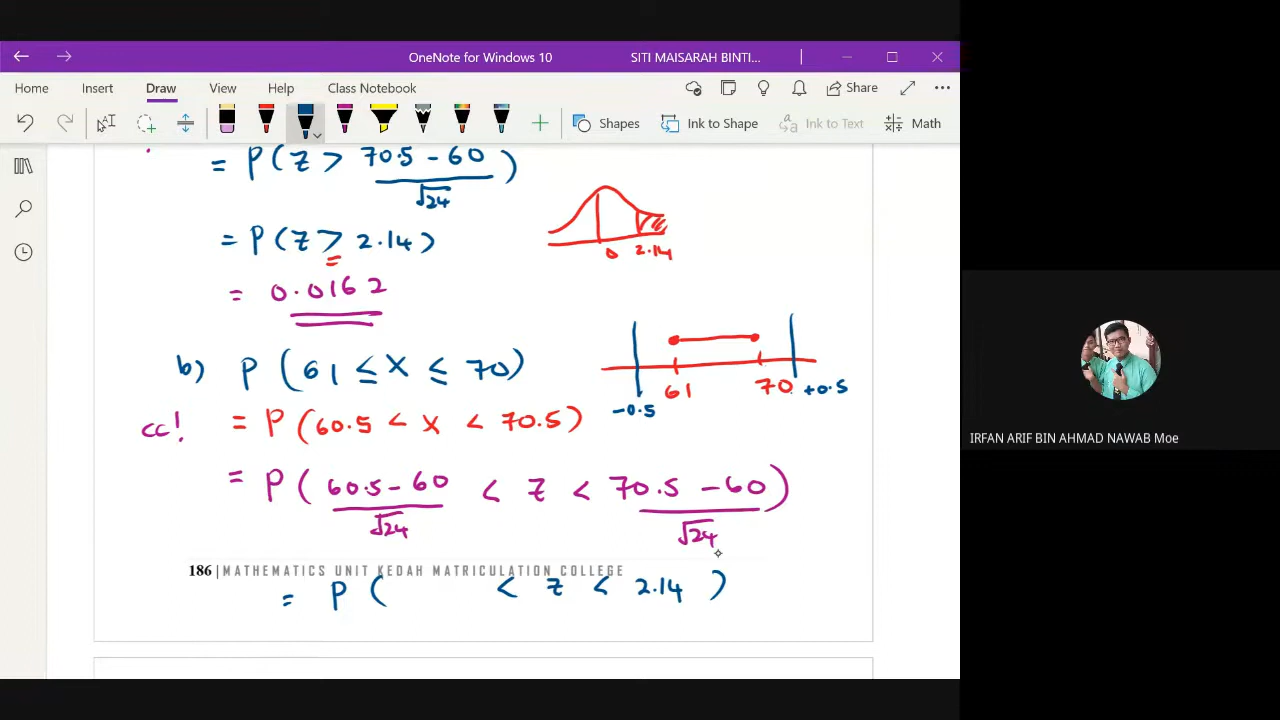 OneNote for Windows 10
SITI MAISARAH BINTI...
Home Insert Draw View Help Class Notebook
Share
Shapes Ink to Shape Ink to Text Math
= P(Z > 70.5 - 60 / √24)
= P(Z > 2.14)
0 2.14
= 0.0162
b) P(61 ≤ X ≤ 70)
-0.5 61 70 +0.5
cc! = P(60.5 < X < 70.5)
= P(60.5 - 60 / √24 < Z < 70.5 - 60 / √24)
186 | MATHEMATICS UNIT KEDAH MATRICULATION COLLEGE
= P( < Z < 2.14 )
IRFAN ARIF BIN AHMAD NAWAB Moe